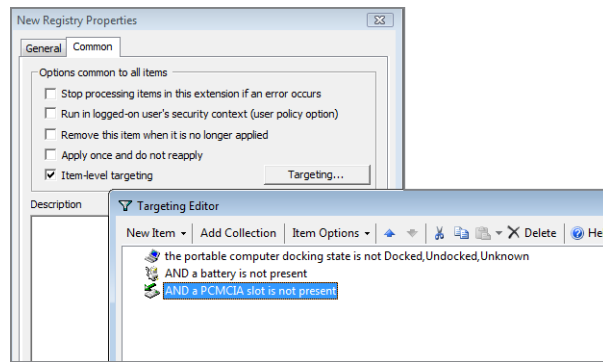 New Registry Properties
General Common
Options common to all items
Stop processing items in this extension if an error occurs
Run in logged-on user's security context (user policy option)
Remove this item when it is no longer applied
Apply once and do not reapply
Item-level targeting Targeting...
Description
Targeting Editor
New Item Add Collection Item Options Delete He
the portable computer docking state is not Docked,Undocked,Unknown
AND a battery is not present
AND a PCMCIA slot is not present